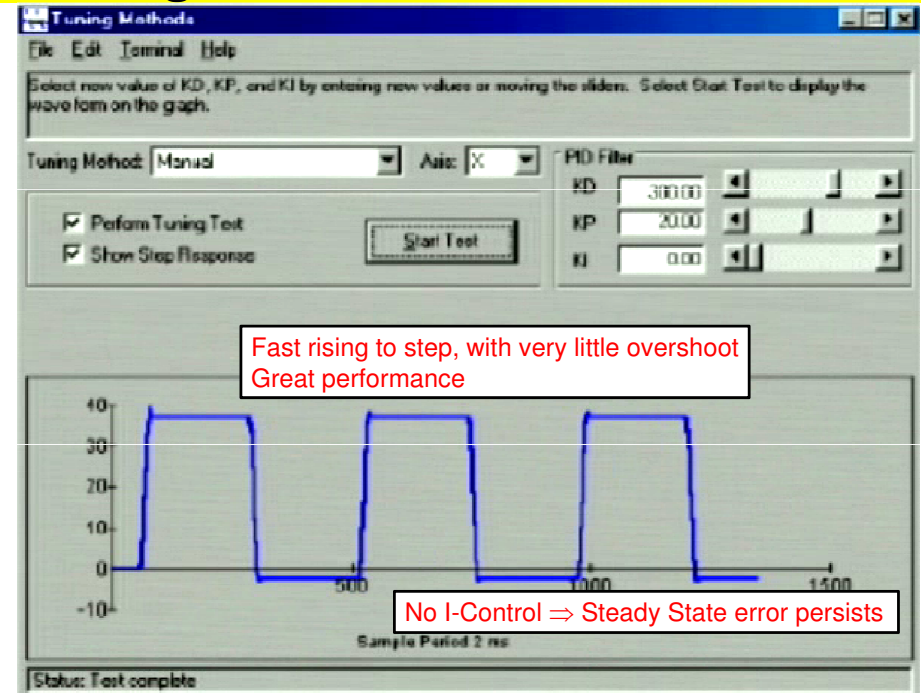 Tuning Methods
File Edit Terminal Help
Select new value of KD, KP, and KI by entering new values or moving the sliders. Select Start Test to display the
wave form on the graph.
Tuning Method: Manual
Axis: X
PID Filter
KD 300.00
KP 20.00
KI 0.00
Perform Tuning Test
Show Step Response
Start Test
Fast rising to step, with very little overshoot
Great performance
40
30
20
10
0
-10
500 1000 1500
No I-Control ⇒ Steady State error persists
Sample Period 2 ms
Status: Test complete